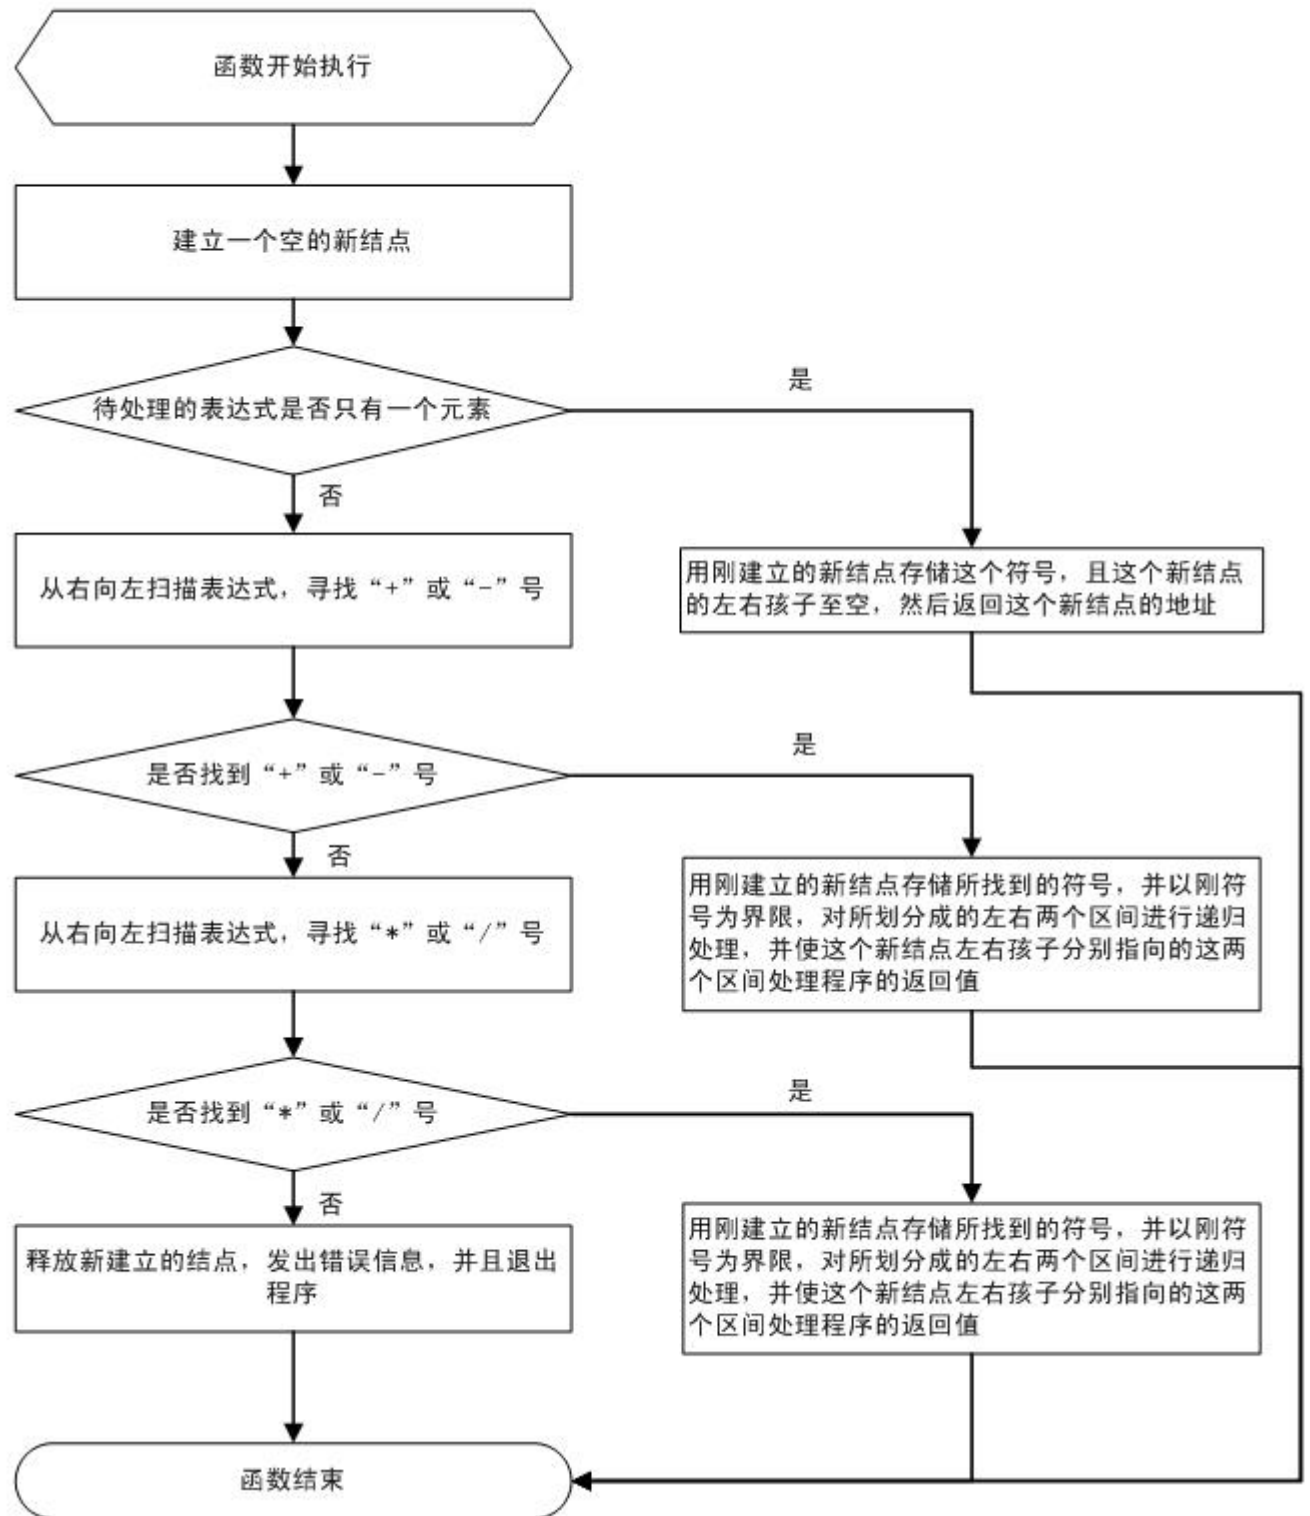 函数开始执行
建立一个空的新结点
待处理的表达式是否只有一个元素
是
否
从右向左扫描表达式，寻找“+”或“-”号
用刚建立的新结点存储这个符号，且这个新结点
的左右孩子至空，然后返回这个新结点的地址
是否找到“+”或“-”号
是
否
从右向左扫描表达式，寻找“*”或“/”号
用刚建立的新结点存储所找到的符号，并以刚符
号为界限，对所划分成的左右两个区间进行递归
处理，并使这个新结点左右孩子分别指向的这两
个区间处理程序的返回值
是否找到“*”或“/”号
是
否
释放新建立的结点，发出错误信息，并且退出
程序
用刚建立的新结点存储所找到的符号，并以刚符
号为界限，对所划分成的左右两个区间进行递归
处理，并使这个新结点左右孩子分别指向的这两
个区间处理程序的返回值
函数结束